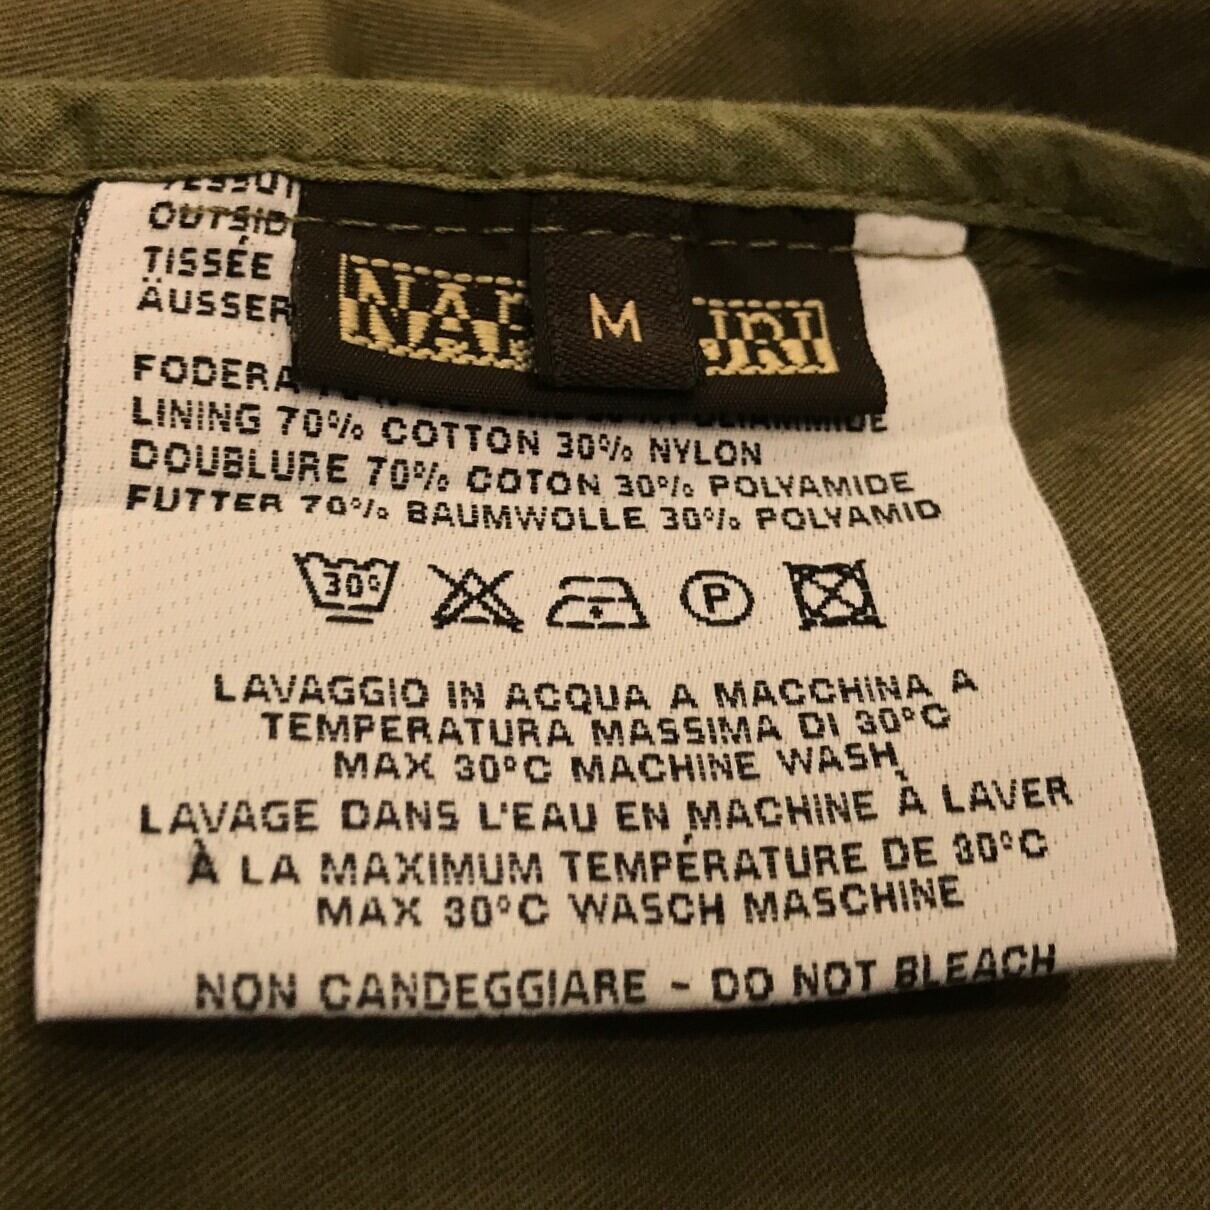 OUTSID
TISSÉE
ÄUSSER
M
FODERA
LINING 70% COTTON 30% NYLON
DOUBLURE 70% COTON 30% POLYAMIDE
FUTTER 70% BAUMWOLLE 30% POLYAMID
30°
P
LAVAGGIO IN ACQUA A MACCHINA A
TEMPERATURA MASSIMA DI 30°C
MAX 30°C MACHINE WASH
LAVAGE DANS L'EAU EN MACHINE À LAVER
À LA MAXIMUM TEMPÉRATURE DE 30°C
MAX 30°C WASCH MASCHINE
NON CANDEGGIARE - DO NOT BLEACH